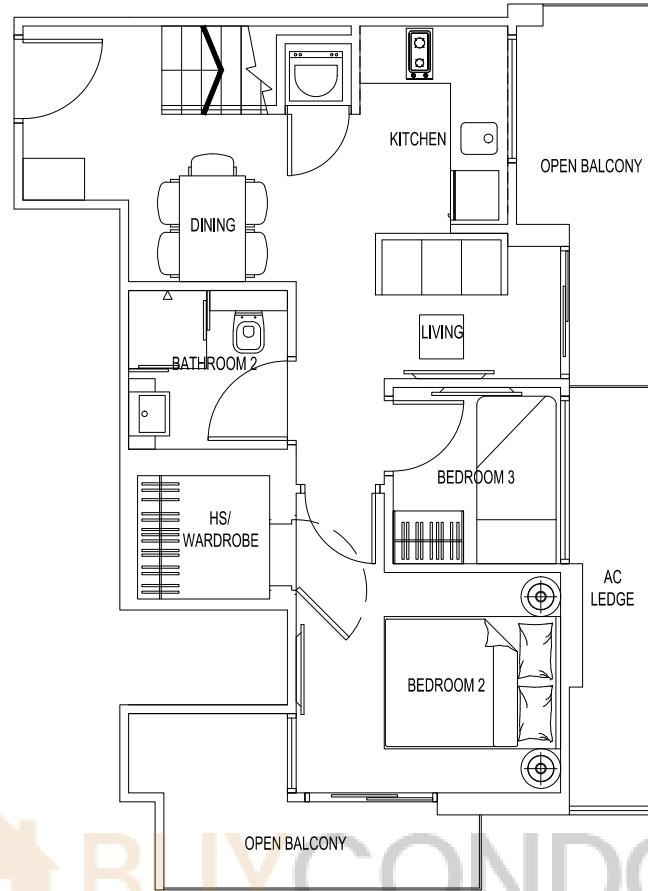 KITCHEN
OPEN BALCONY
DINING
LIVING
BATHROOM 2
BEDROOM 3
HS/
WARDROBE
AC
LEDGE
BEDROOM 2
OPEN BALCONY
BUYCONDO